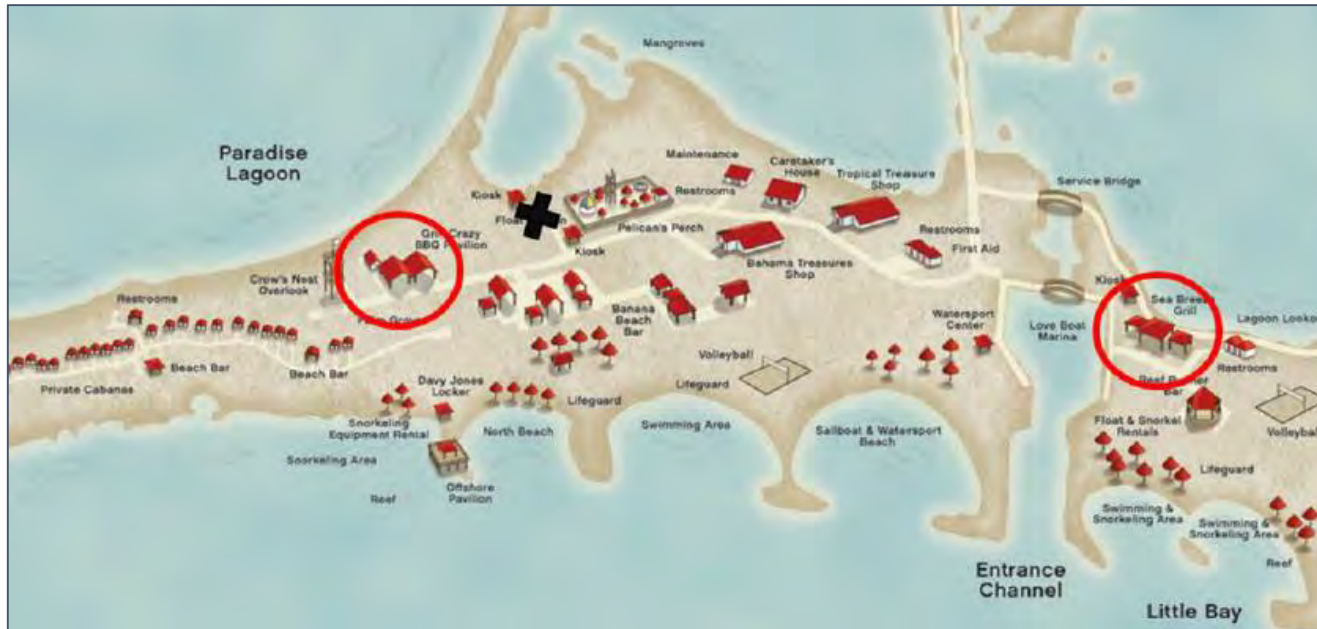 Mangroves
Paradise
Lagoon
Maintenance
Caretaker's
House
Tropical Treasure
Shop
Service Bridge
Kiosk
Restrooms
Float
Pelican's Perch
Restrooms
First Aid
BBQ Pavilion
Kiosk
Bahama Treasures
Shop
Crow's Nest
Overlook
Kiosk
Sea Breeze
Grill
Restrooms
Banana
Beach Bar
Watersport
Center
Love Boat
Marina
Lagoon
Beach Bar
Beach Bar
Volleyball
Restrooms
Private Cabanas
Davy Jones
Locker
Lifeguard
Bar
Snorkeling
Equipment Rental
North Beach
Lifeguard
Swimming Area
Sailboat & Watersport
Beach
Float & Snorkel
Rentals
Snorkeling Area
Lifeguard
Reef
Offshore
Pavilion
Swimming &
Snorkeling Area
Swimming &
Snorkeling Area
Reef
Entrance
Channel
Little Bay